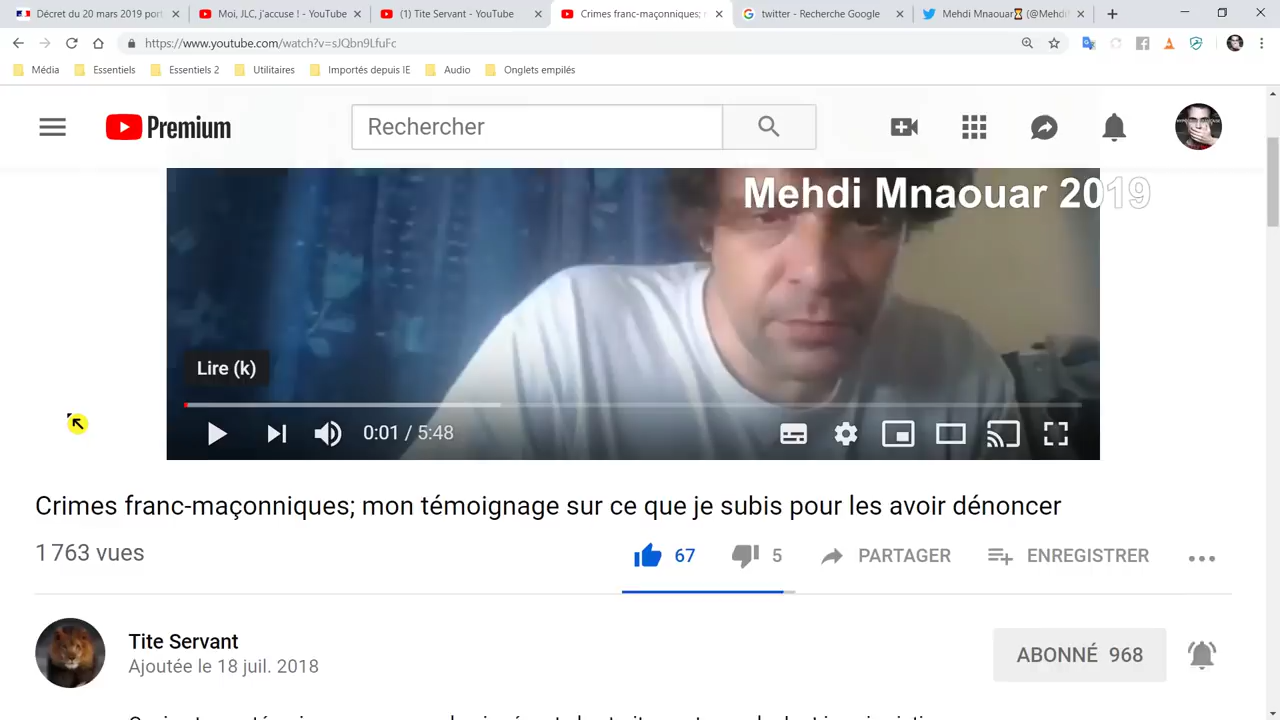 Décret du 20 mars 2019 port
Moi, JLC, j'accuse ! - YouTube
(1) Tite Servant - YouTube
Crimes franc-maçonniques; m
twitter - Recherche Google
Mehdi Mnaouar⌛ (@Mehdi
https://www.youtube.com/watch?v=sJQbn9LfuFc
Média
Essentiels
Essentiels 2
Utilitaires
Importés depuis IE
Audio
Onglets empilés
Premium
Rechercher
Mehdi Mnaouar 2019
Lire (k)
0:01 / 5:48
Crimes franc-maçonniques; mon témoignage sur ce que je subis pour les avoir dénoncer
1 763 vues
67
5
PARTAGER
ENREGISTRER
Tite Servant
Ajoutée le 18 juil. 2018
ABONNÉ 968